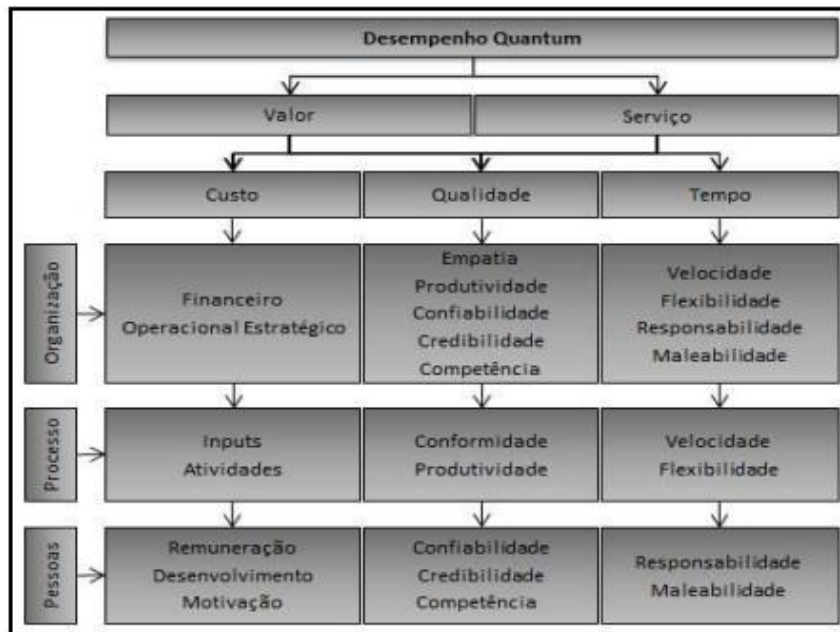 Desempenho Quantum
Valor
Serviço
Custo
Qualidade
Tempo
Organização
Financeiro
Operacional Estratégico
Empatia
Produtividade
Confiabilidade
Credibilidade
Competência
Velocidade
Flexibilidade
Responsabilidade
Maleabilidade
Processo
Inputs
Atividades
Conformidade
Produtividade
Velocidade
Flexibilidade
Pessoas
Remuneração
Desenvolvimento
Motivação
Confiabilidade
Credibilidade
Competência
Responsabilidade
Maleabilidade